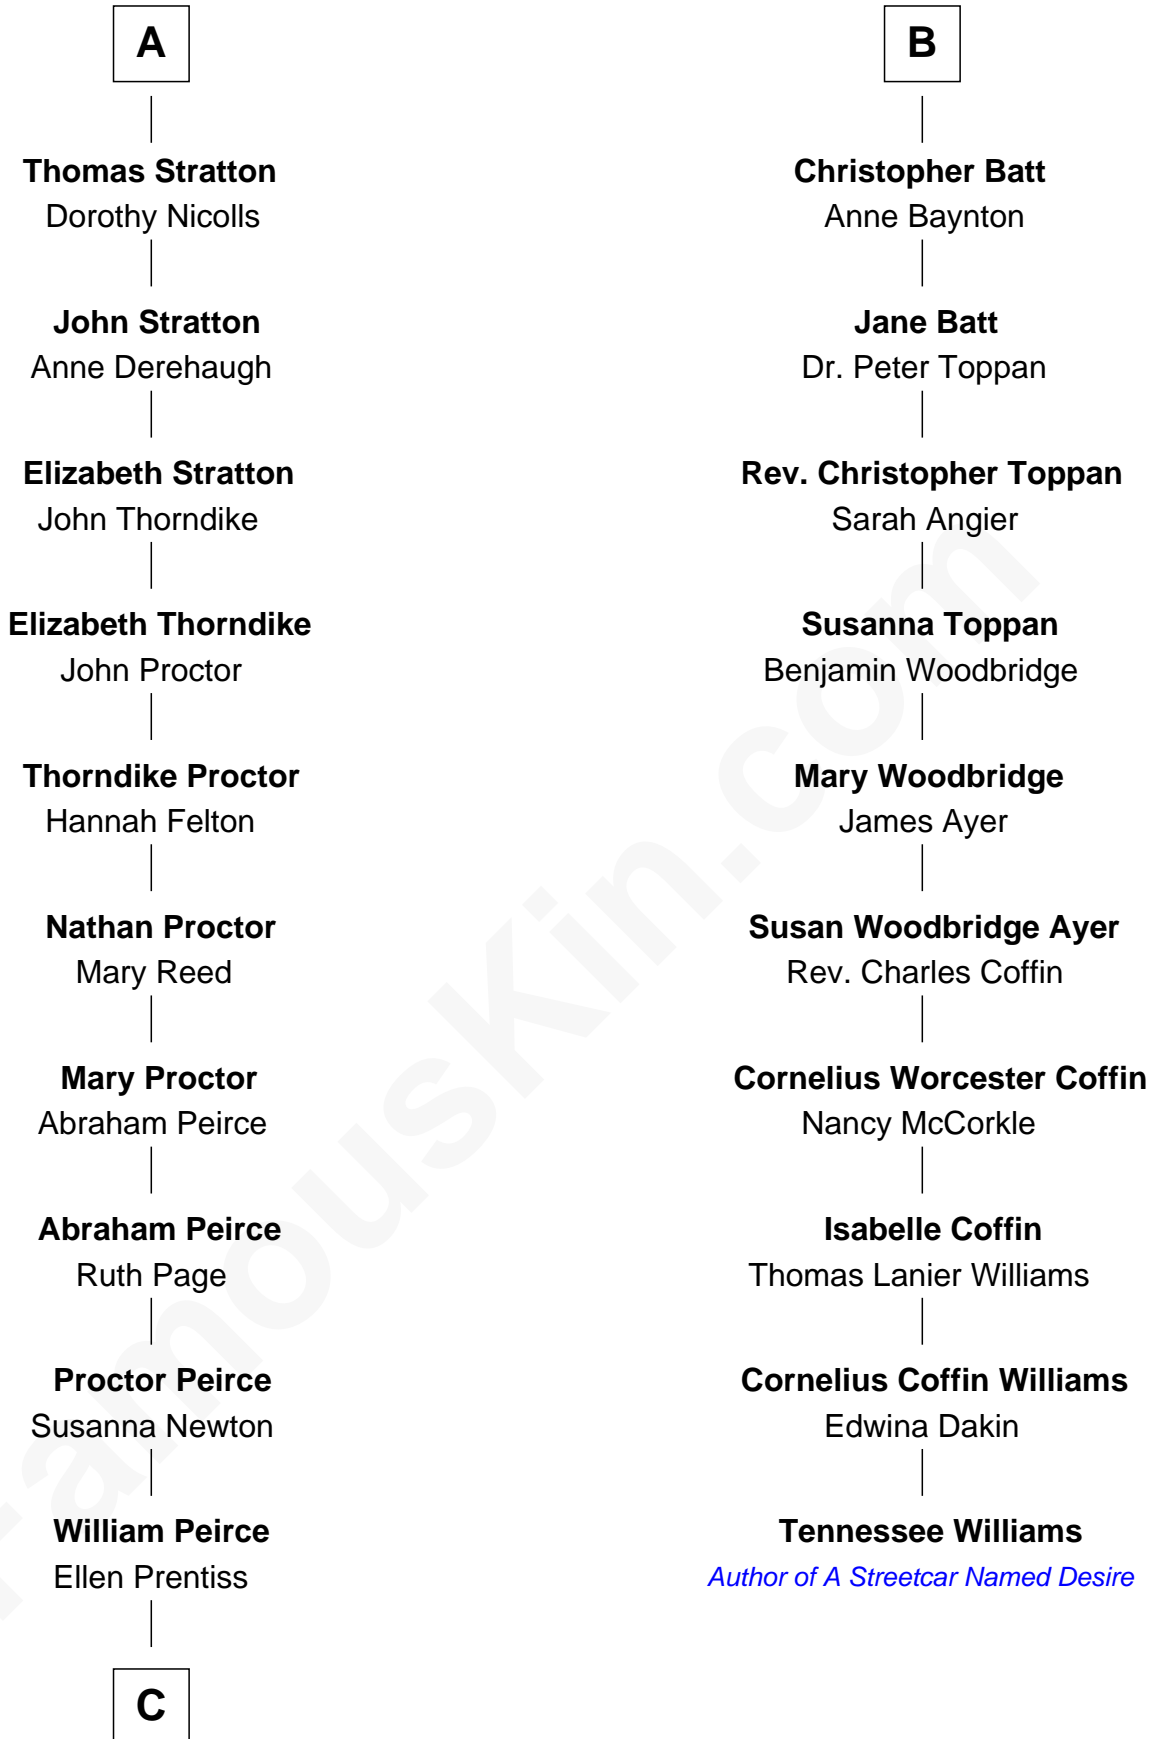 A
Thomas Stratton
Dorothy Nicolls
John Stratton
Anne Derehaugh
Elizabeth Stratton
John Thorndike
Elizabeth Thorndike
John Proctor
Thorndike Proctor
Hannah Felton
Nathan Proctor
Mary Reed
Mary Proctor
Abraham Peirce
Abraham Peirce
Ruth Page
Proctor Peirce
Susanna Newton
William Peirce
Ellen Prentiss
C
B
Christopher Batt
Anne Baynton
Jane Batt
Dr. Peter Toppan
Rev. Christopher Toppan
Sarah Angier
Susanna Toppan
Benjamin Woodbridge
Mary Woodbridge
James Ayer
Susan Woodbridge Ayer
Rev. Charles Coffin
Cornelius Worcester Coffin
Nancy McCorkle
Isabelle Coffin
Thomas Lanier Williams
Cornelius Coffin Williams
Edwina Dakin
Tennessee Williams
Author of A Streetcar Named Desire
FamousKin.com